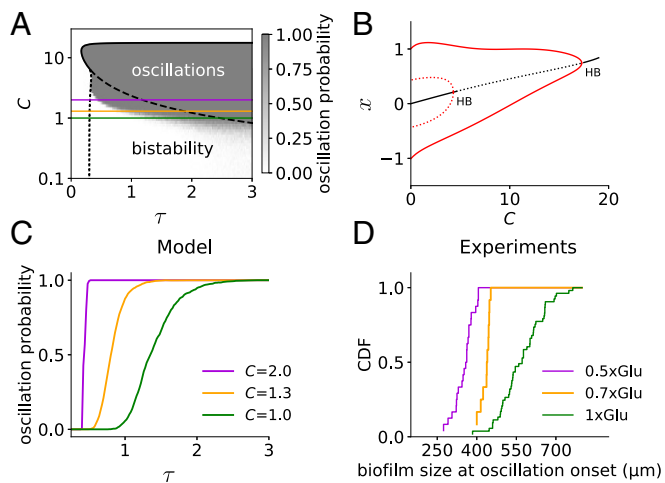 A
10
1
0.1
C
oscillations
bistability
0
1
2
3
τ
1.00
0.75
0.50
0.25
0.00
oscillation probability
B
1
0
−1
x
HB
HB
0
10
20
C
C
Model
1.0
0.5
0.0
oscillation probability
C=2.0
C=1.3
C=1.0
1
2
3
τ
D
Experiments
1.0
0.5
0.0
CDF
0.5xGlu
0.7xGlu
1xGlu
150
350
550
700
biofilm size at oscillation onset (μm)